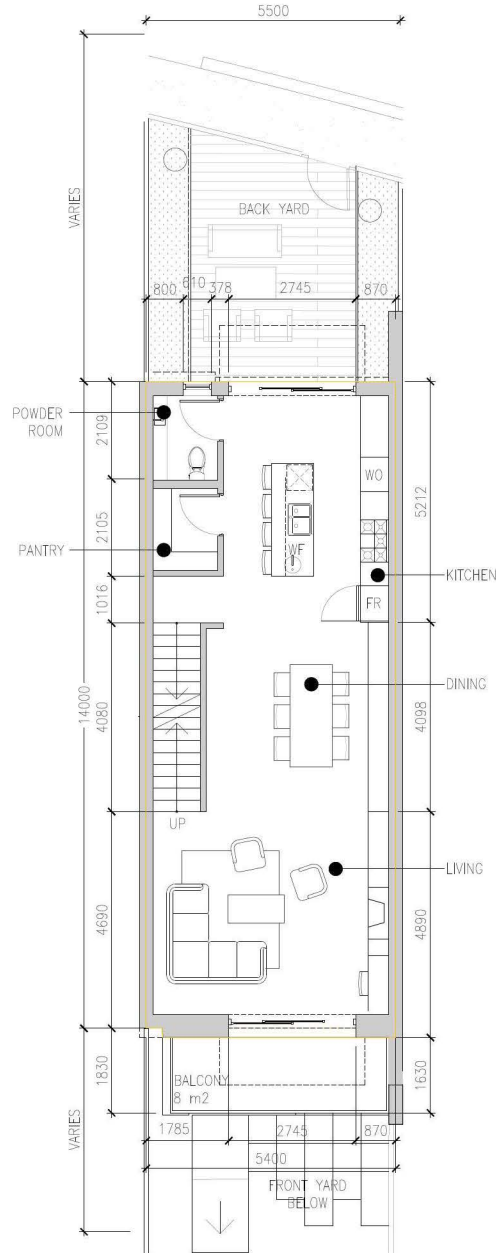 5500
VARIES
BACK YARD
800
610
378
2745
870
POWDER
ROOM
2109
WO
5212
PANTRY
2105
WF
KITCHEN
1016
FR
14000
4080
DINING
4098
UP
LIVING
4690
4890
1830
BALCONY
8 m2
1630
VARIES
1785
2745
870
5400
FRONT YARD
BELOW